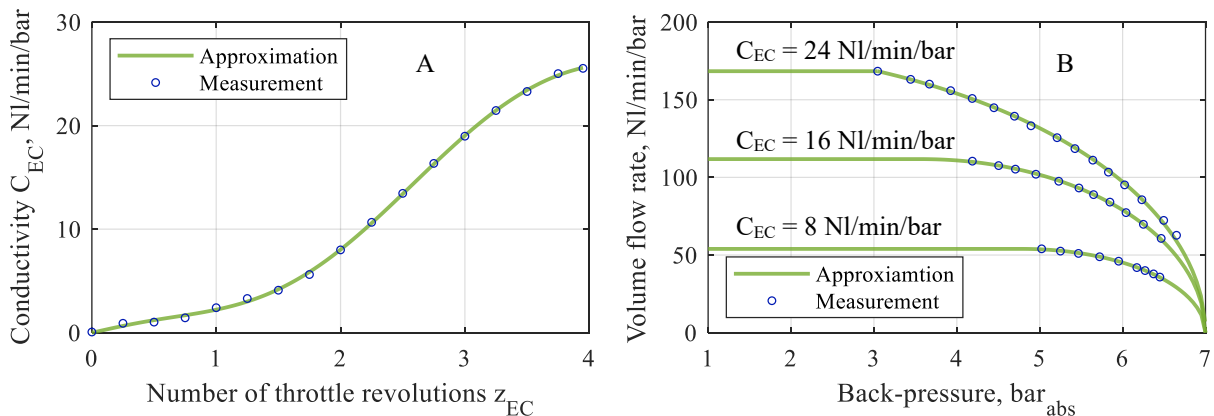 30
20
10
0
0
1
2
3
4
Conductivity C_EC, Nl/min/bar
Number of throttle revolutions z_EC
Approximation
Measurement
A
200
150
100
50
0
1
2
3
4
5
6
7
Volume flow rate, Nl/min/bar
Back-pressure, bar_abs
C_EC = 24 Nl/min/bar
B
C_EC = 16 Nl/min/bar
C_EC = 8 Nl/min/bar
Approxiamtion
Measurement